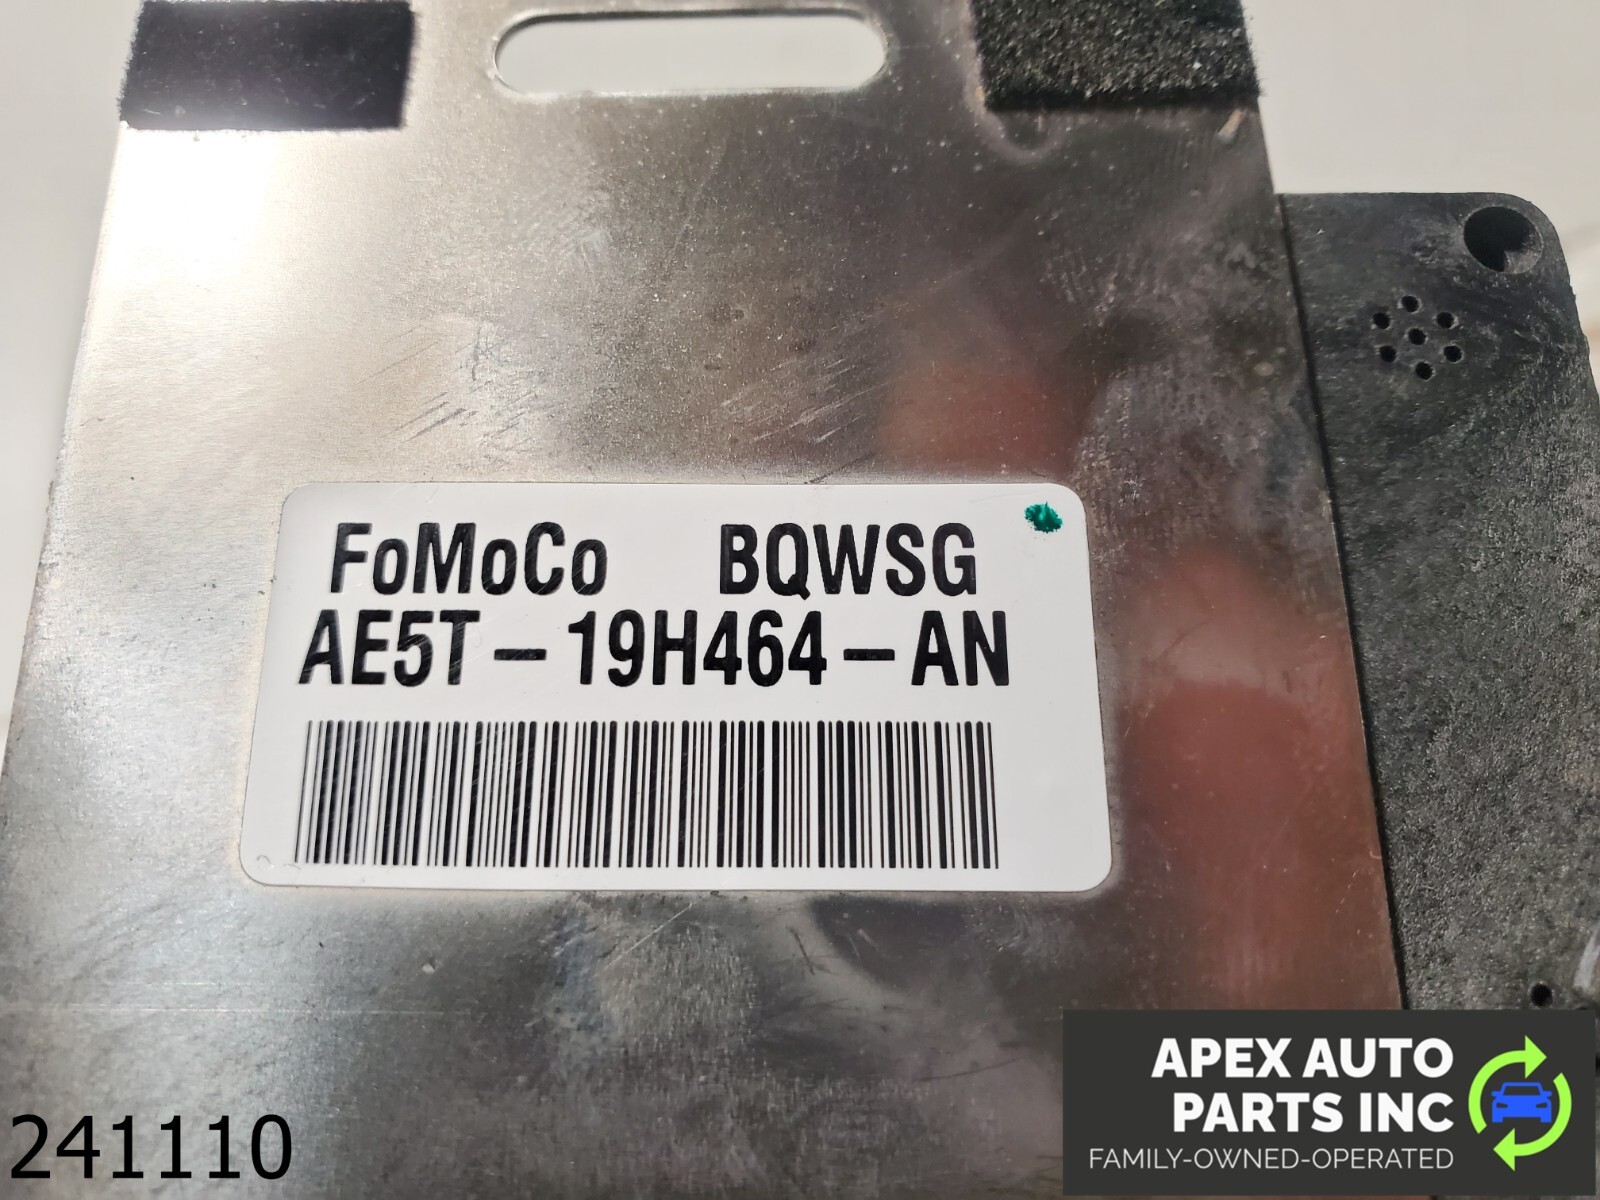 FoMoCo BQWSG
AE5T-19H464-AN
241110
APEX AUTO
PARTS INC
FAMILY-OWNED-OPERATED